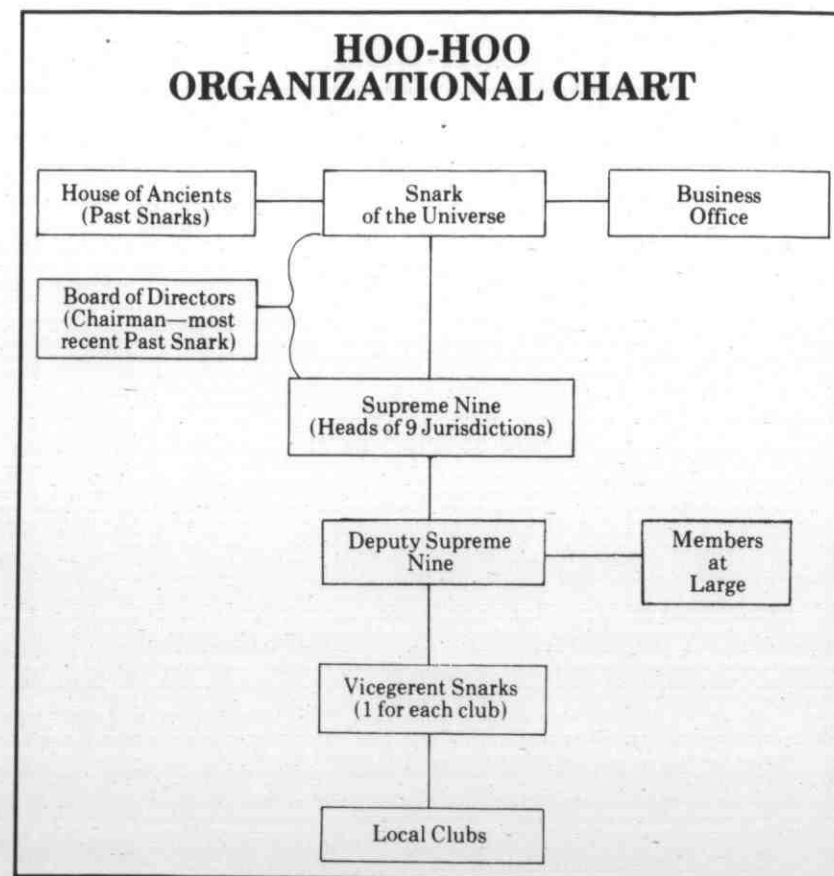 HOO-HOO
ORGANIZATIONAL CHART
House of Ancients
(Past Snarks)
Snark
of the Universe
Business
Office
Board of Directors
(Chairman—most
recent Past Snark)
Supreme Nine
(Heads of 9 Jurisdictions)
Deputy Supreme
Nine
Members
at
Large
Vicegerent Snarks
(1 for each club)
Local Clubs